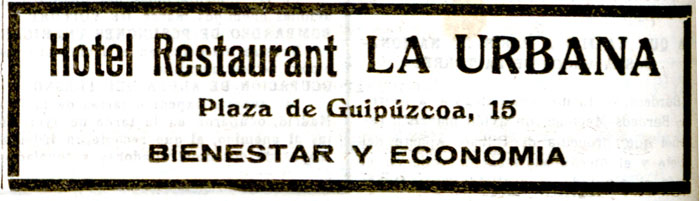 Hotel Restaurant LA URBANA
Plaza de Guipúzcoa, 15
BIENESTAR Y ECONOMIA